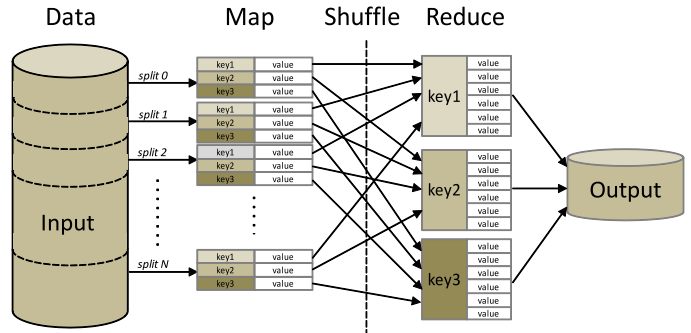 Data
Map
Shuffle
Reduce
split 0
split 1
split 2
split N
Input
key1 value
key2 value
key3 value
key1 value
key2 value
key3 value
key1 value
key2 value
key3 value
key1 value
key2 value
key3 value
key1
value
value
value
value
value
value
key2
value
value
value
value
value
value
key3
value
value
value
value
value
value
Output